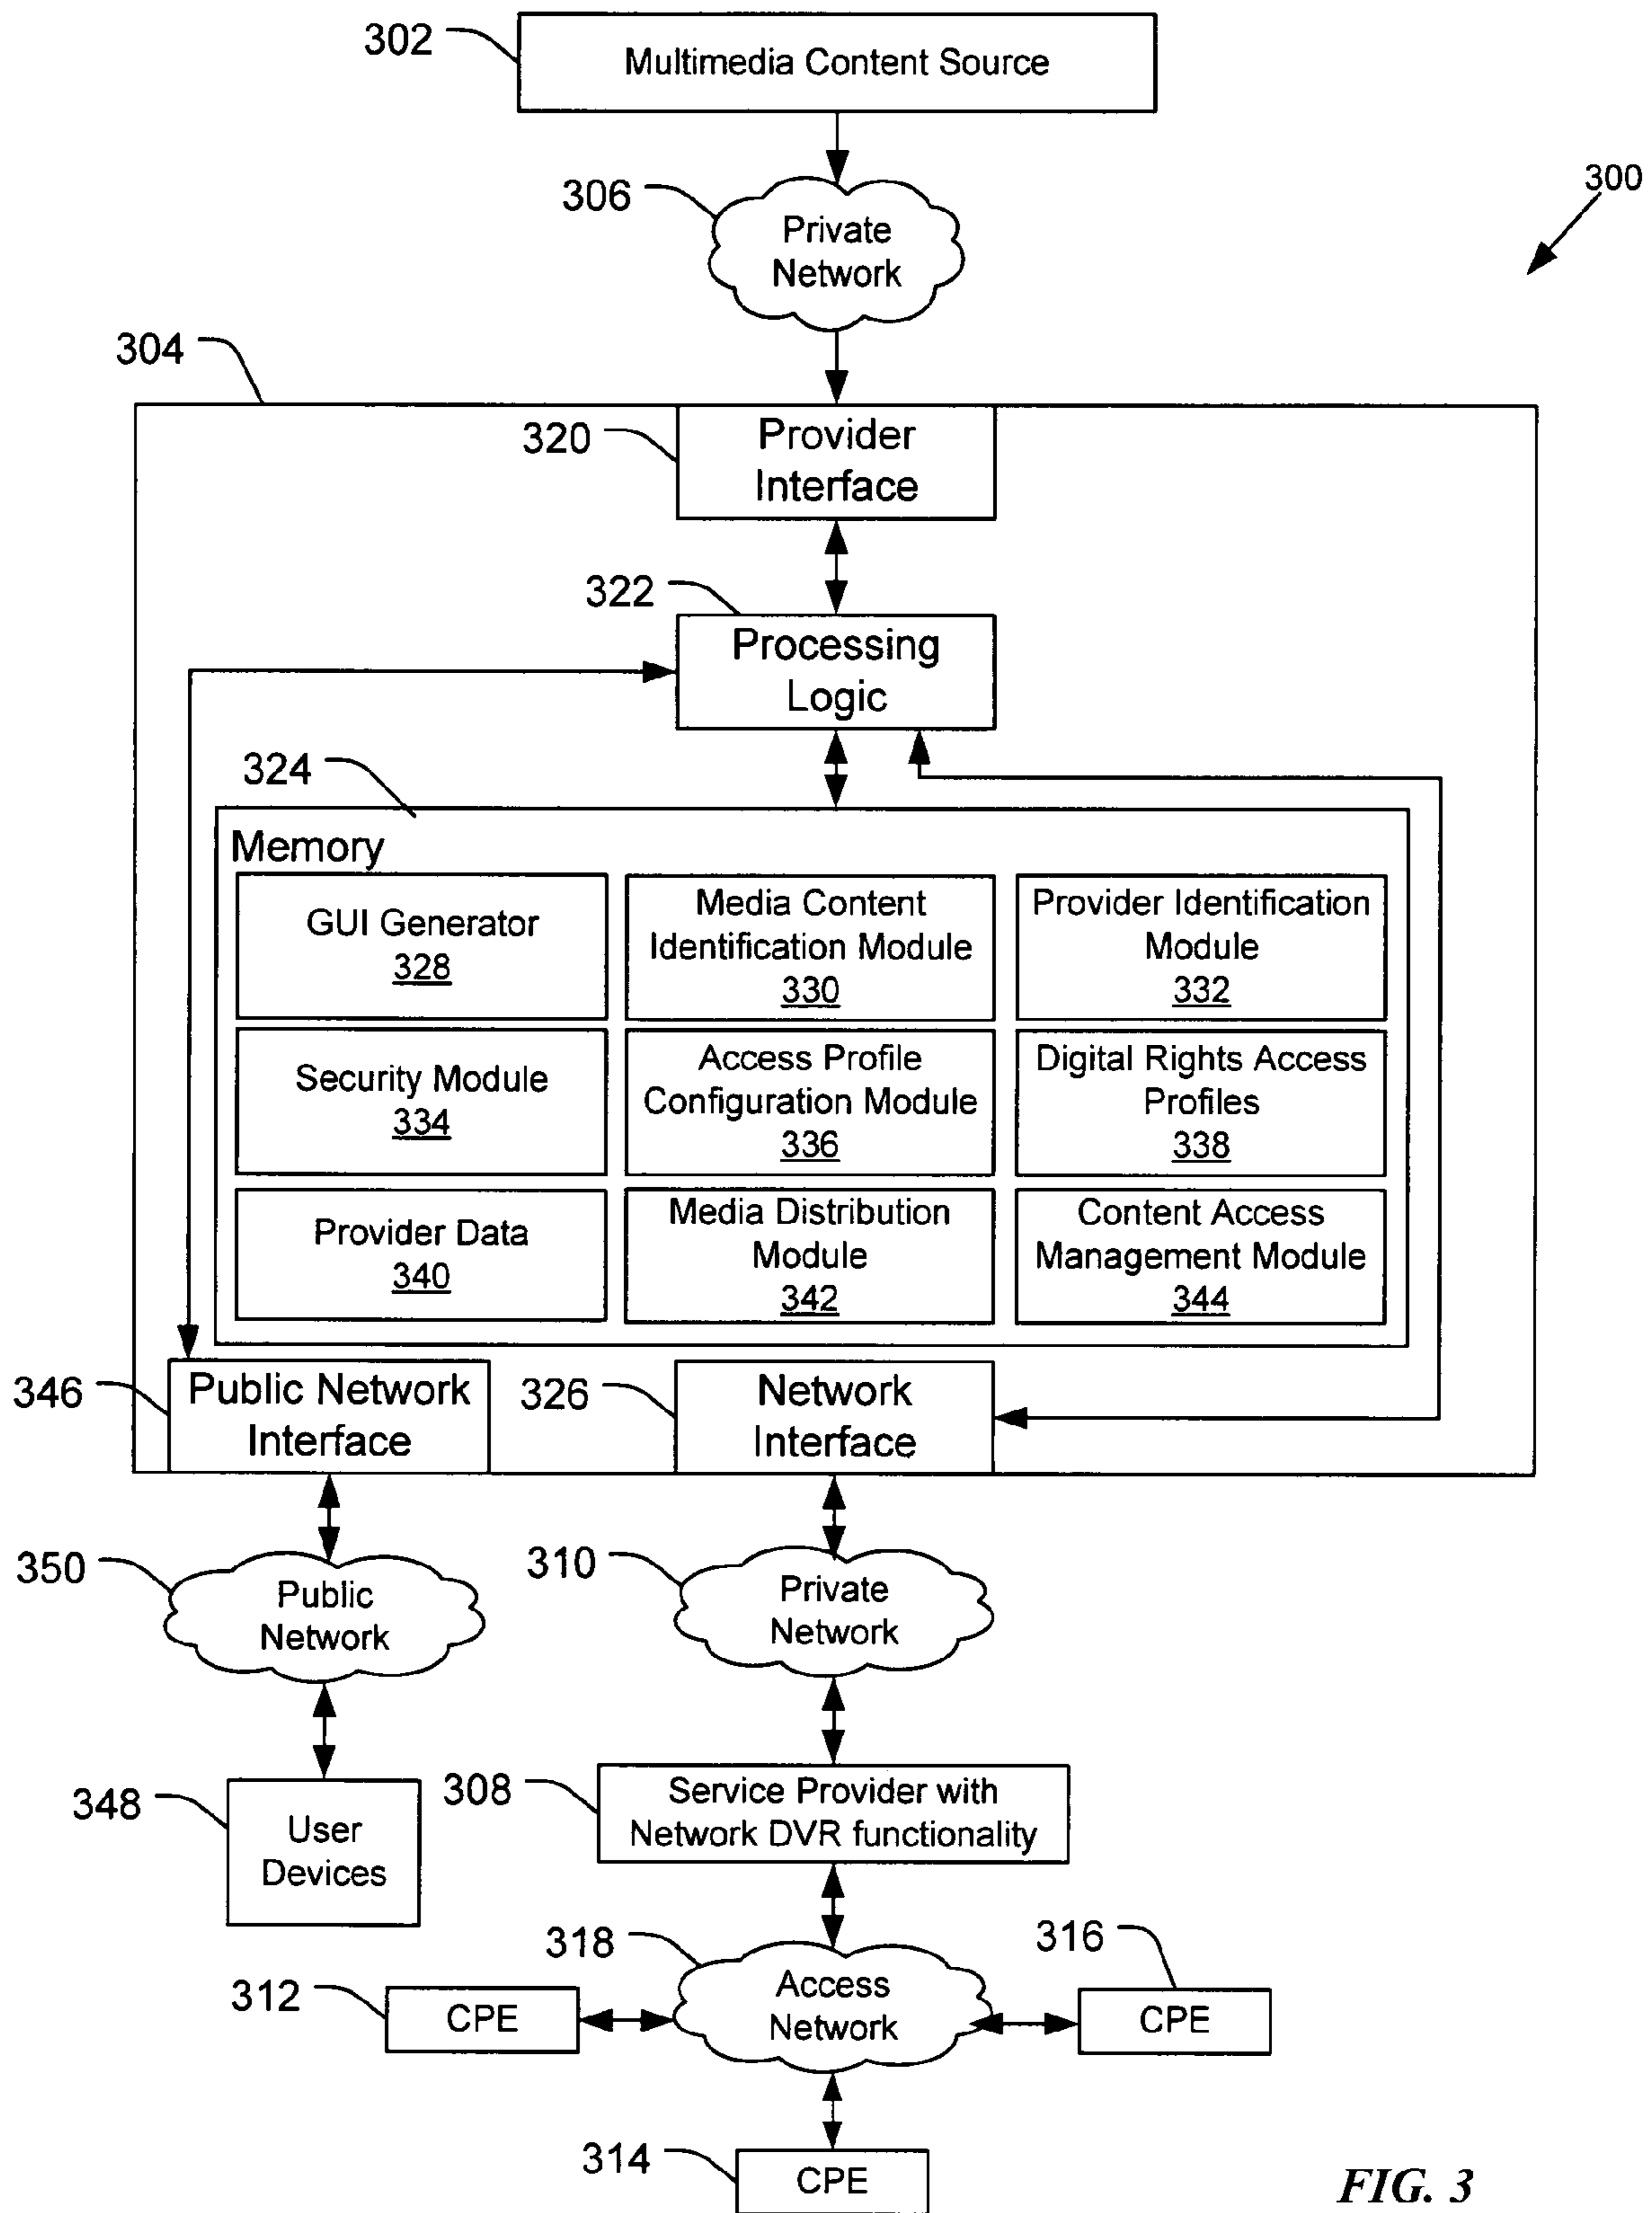 302
Multimedia Content Source
306
Private
Network
300
304
320
Provider
Interface
322
Processing
Logic
324
Memory
GUI Generator
328
Media Content
Identification Module
330
Provider Identification
Module
332
Security Module
334
Access Profile
Configuration Module
336
Digital Rights Access
Profiles
338
Provider Data
340
Media Distribution
Module
342
Content Access
Management Module
344
346
Public Network
Interface
326
Network
Interface
350
Public
Network
310
Private
Network
348
User
Devices
308
Service Provider with
Network DVR functionality
318
Access
Network
316
CPE
312
CPE
314
CPE
FIG. 3